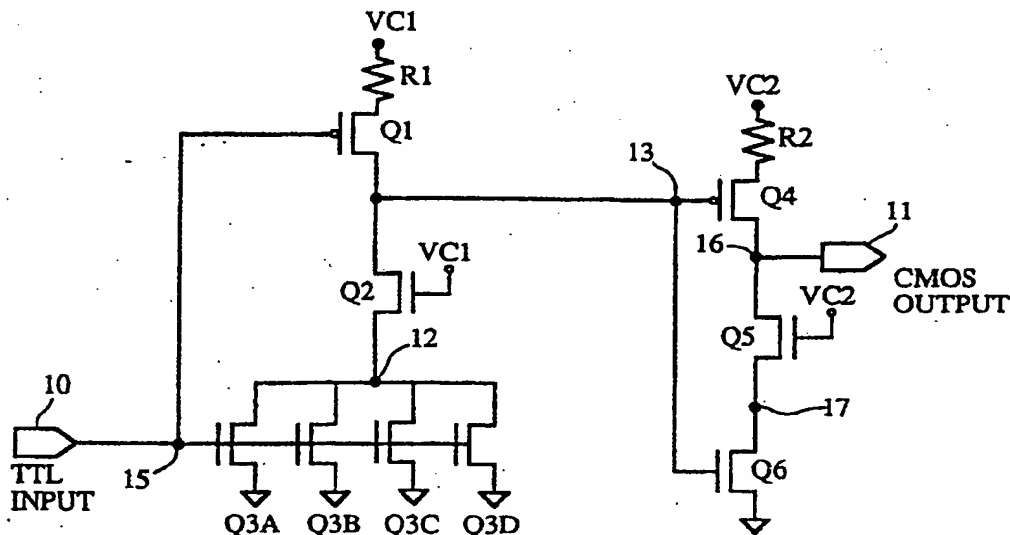 VC1
R1
Q1
VC2
R2
13
Q4
11
16
CMOS
OUTPUT
VC1
Q2
VC2
Q5
12
10
17
TTL
INPUT
15
Q6
Q3A Q3B Q3C Q3D